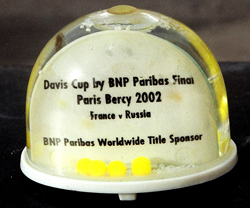 Davis Cup by BNP Paribas Final
Paris Bercy 2002
France v Russia
BNP Paribas Worldwide Title Sponsor